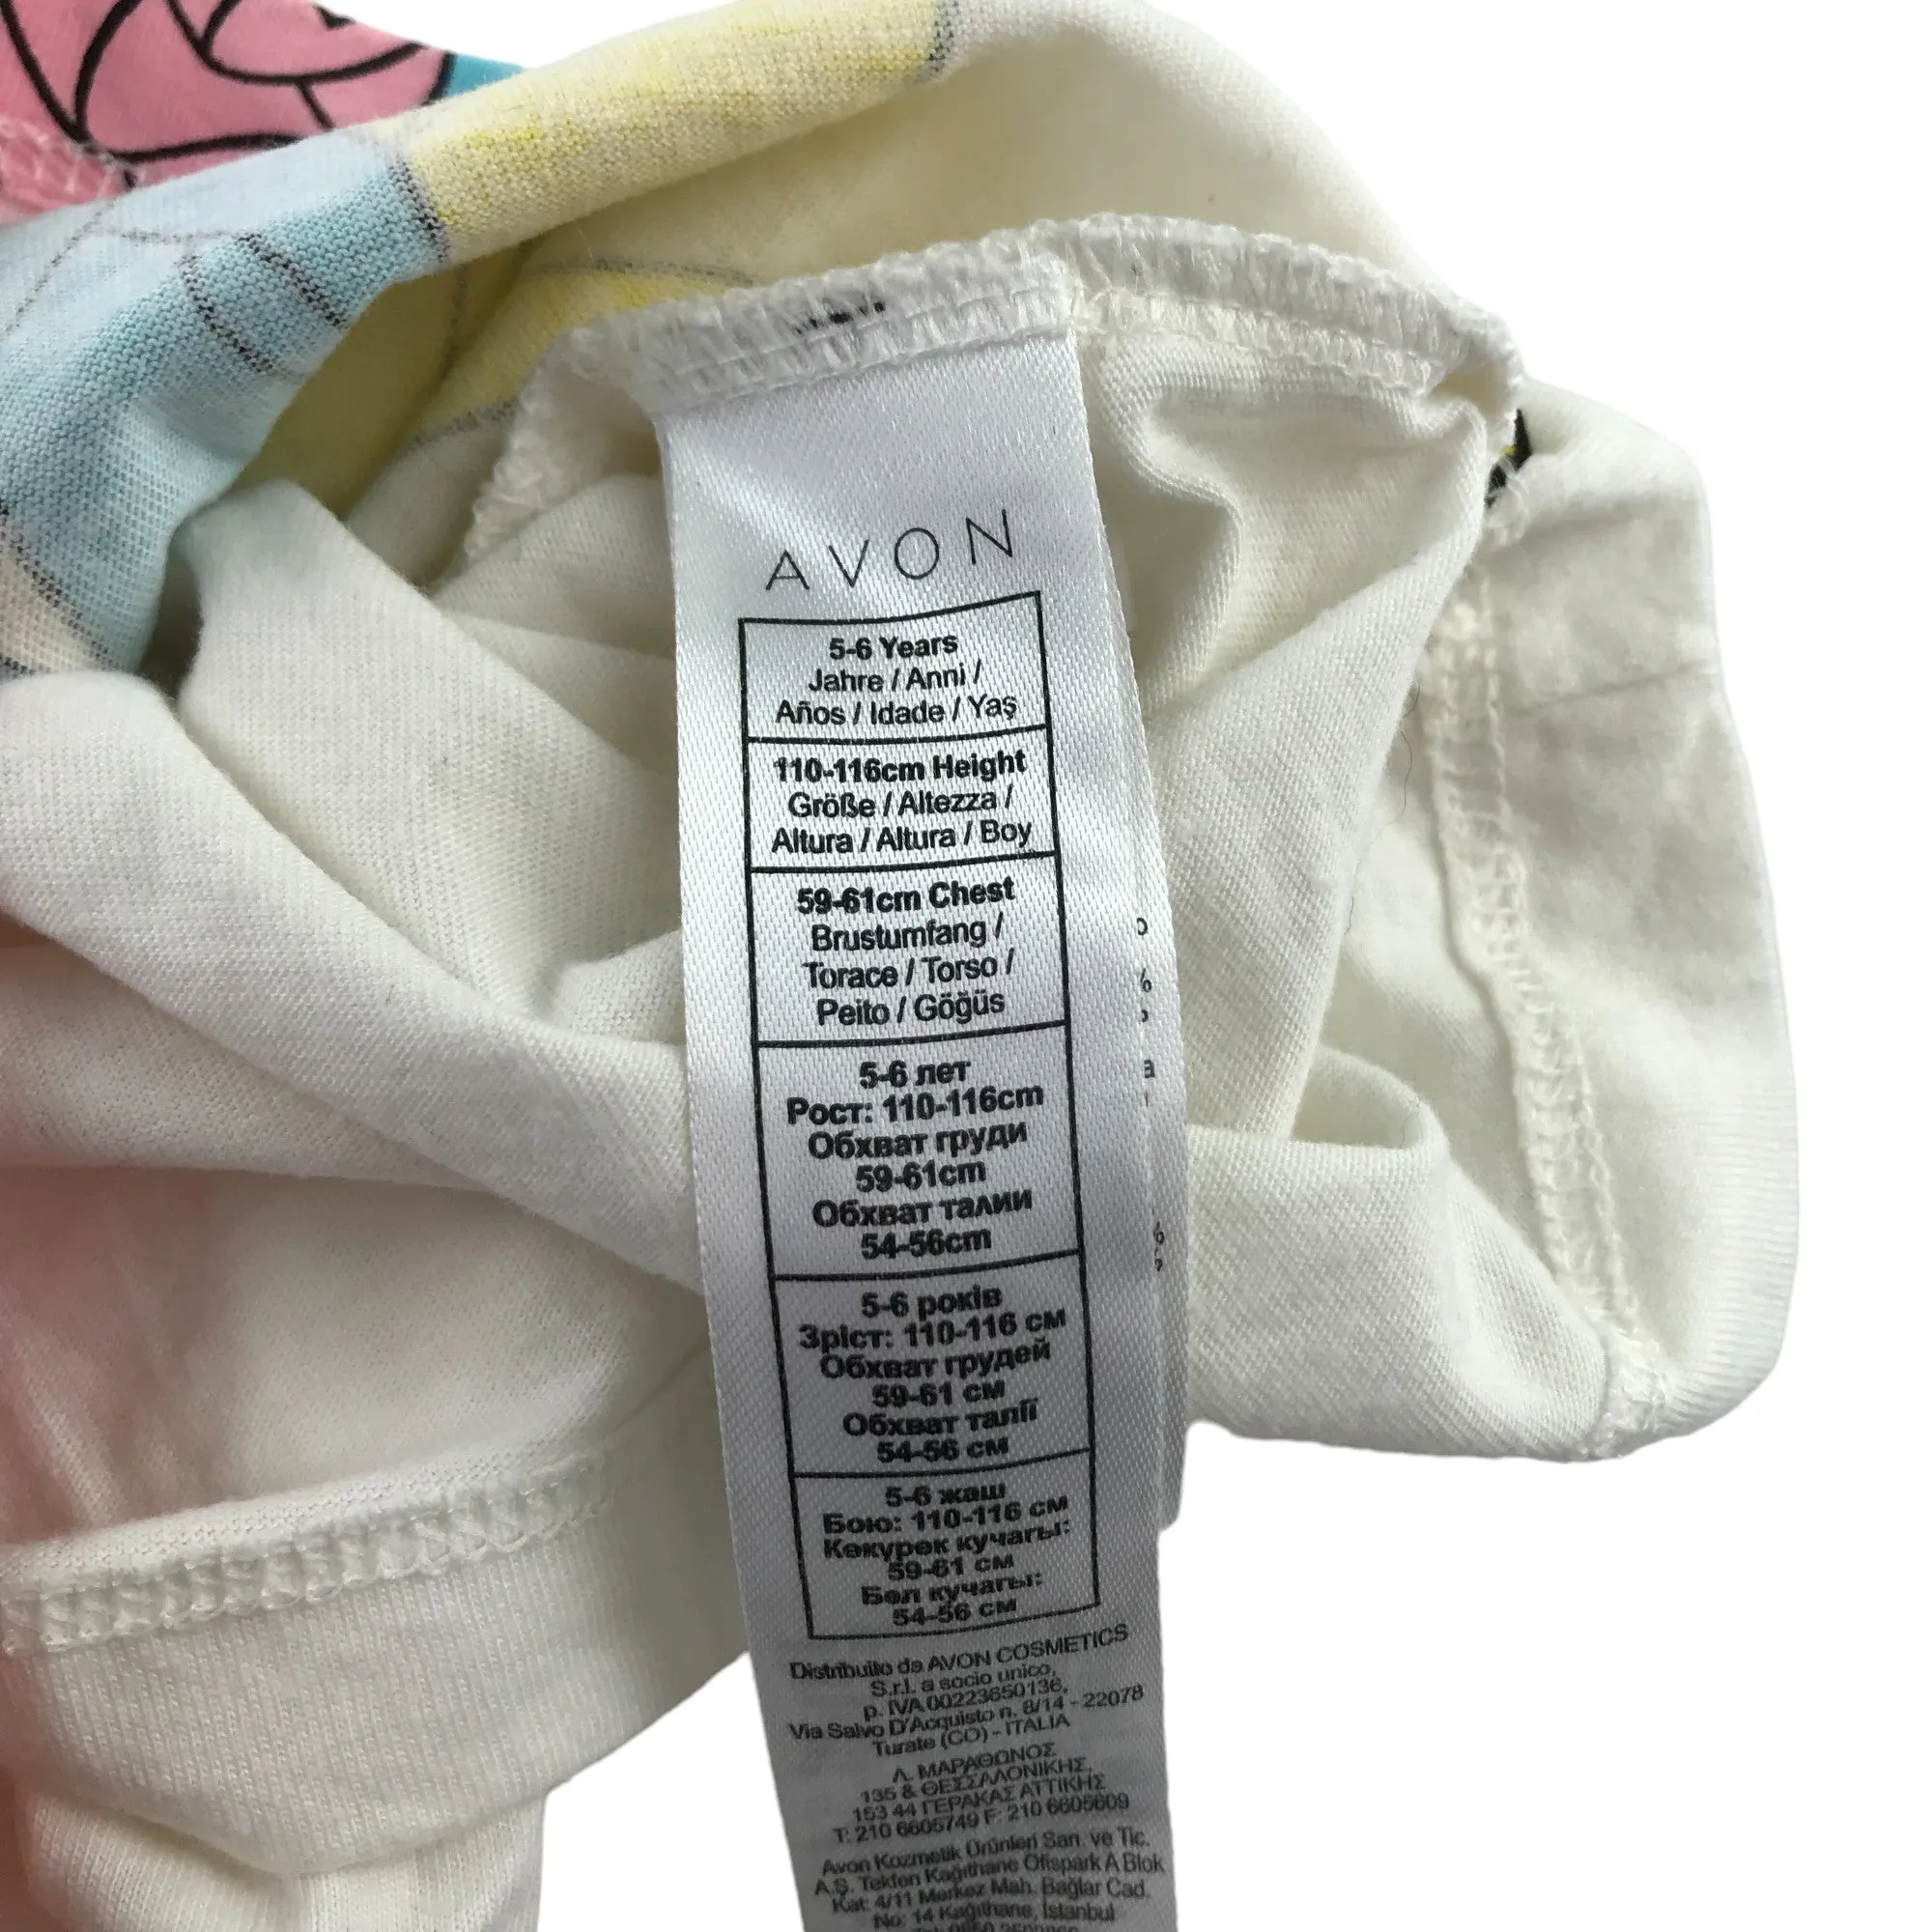 AVON
5-6 Years
Jahre / Anni /
Años / Idade / Yaş
110-116cm Height
Größe / Altezza /
Altura / Altura / Boy
59-61cm Chest
Brustumfang /
Torace / Torso /
Peito / Göğüs
5-6 лет
Рост: 110-116cm
Обхват груди
59-61cm
Обхват талии
54-56cm
5-6 років
Зріст: 110-116 см
Обхват грудей
59-61 см
Обхват талії
54-56 см
5-6 жаш
Бою: 110-116 см
Көкүрөк кучагы:
59-61 см
Бел кучагы:
54-56 см
Distribuito da AVON COSMETICS
S.r.l. a socio unico,
p. IVA 00223650136,
Via Salvo D'Acquisto n. 8/14 - 22078
Turate (CO) - ITALIA
Λ. ΜΑΡΑΘΩΝΟΣ
135 & ΘΕΣΣΑΛΟΝΙΚΗΣ,
153 44 ΓΕΡΑΚΑΣ ΑΤΤΙΚΗΣ
T: 210 6605749 F: 210 6605609
Avon Kozmetik Ürünleri San. ve Tic.
A.Ş. Tekfen Kağıthane Ofispark A Blok
Kat: 4/11 Merkez Mah. Bağlar Cad.
No: 14 Kağıthane, İstanbul